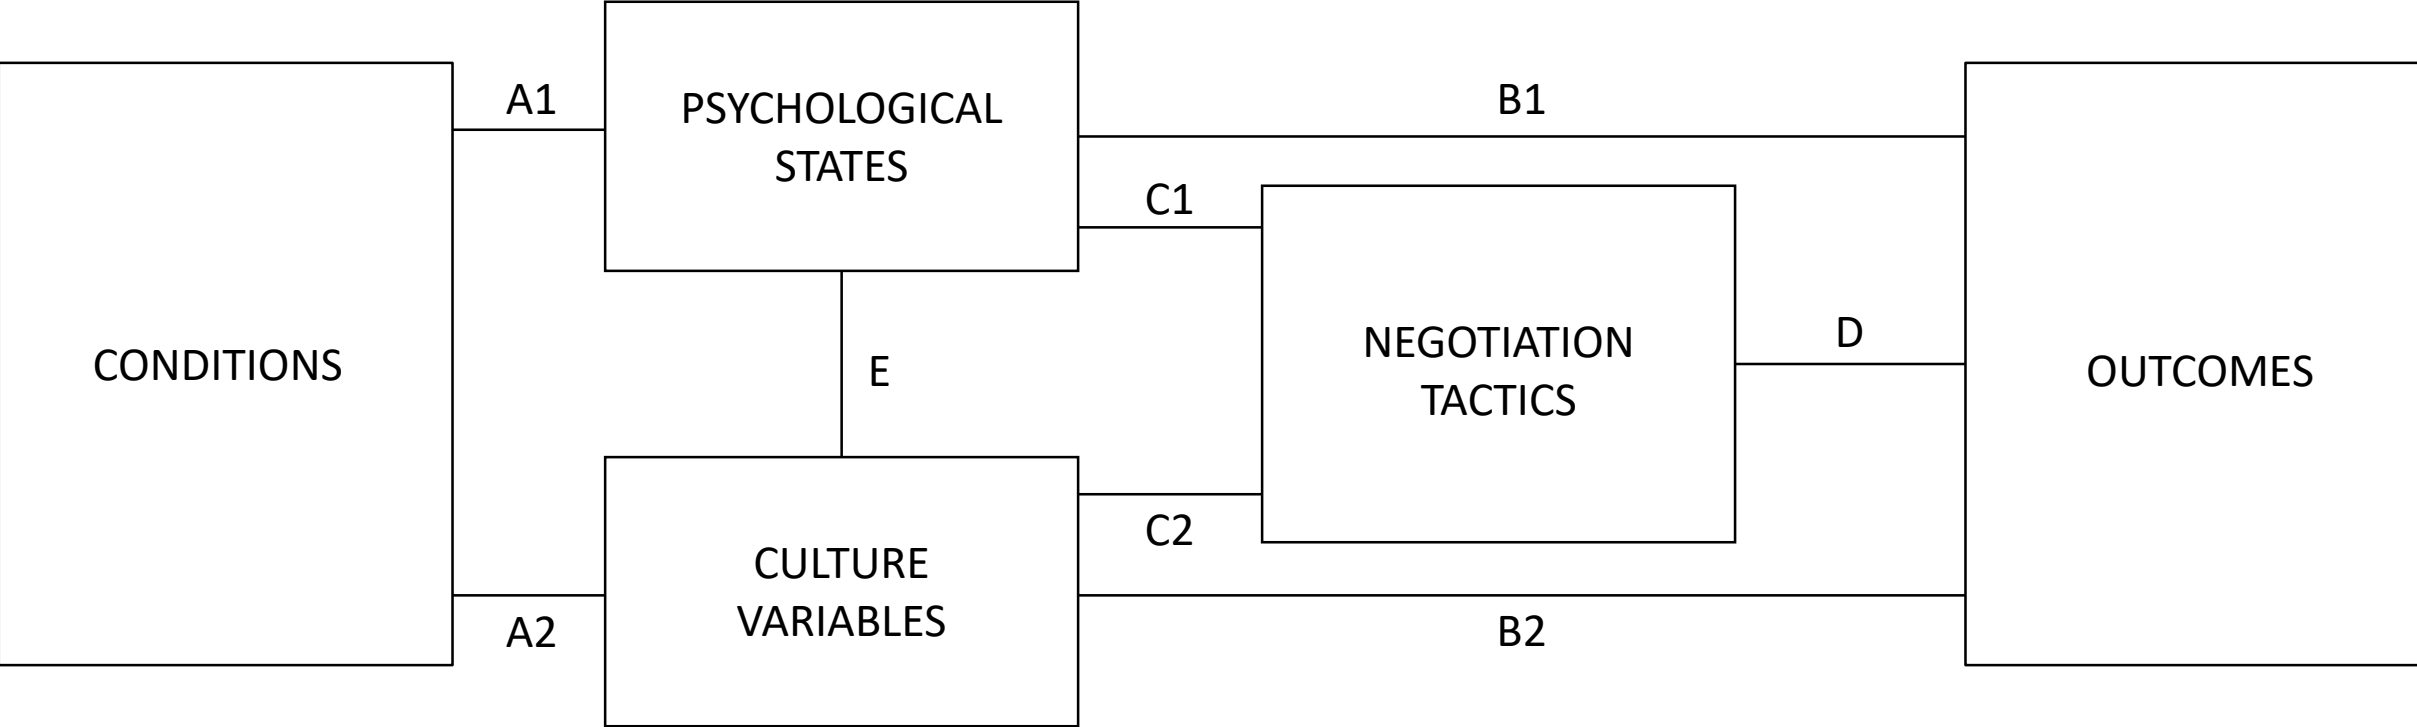 CONDITIONS
A1
A2
PSYCHOLOGICAL
STATES
E
CULTURE
VARIABLES
B1
C1
NEGOTIATION
TACTICS
C2
B2
D
OUTCOMES